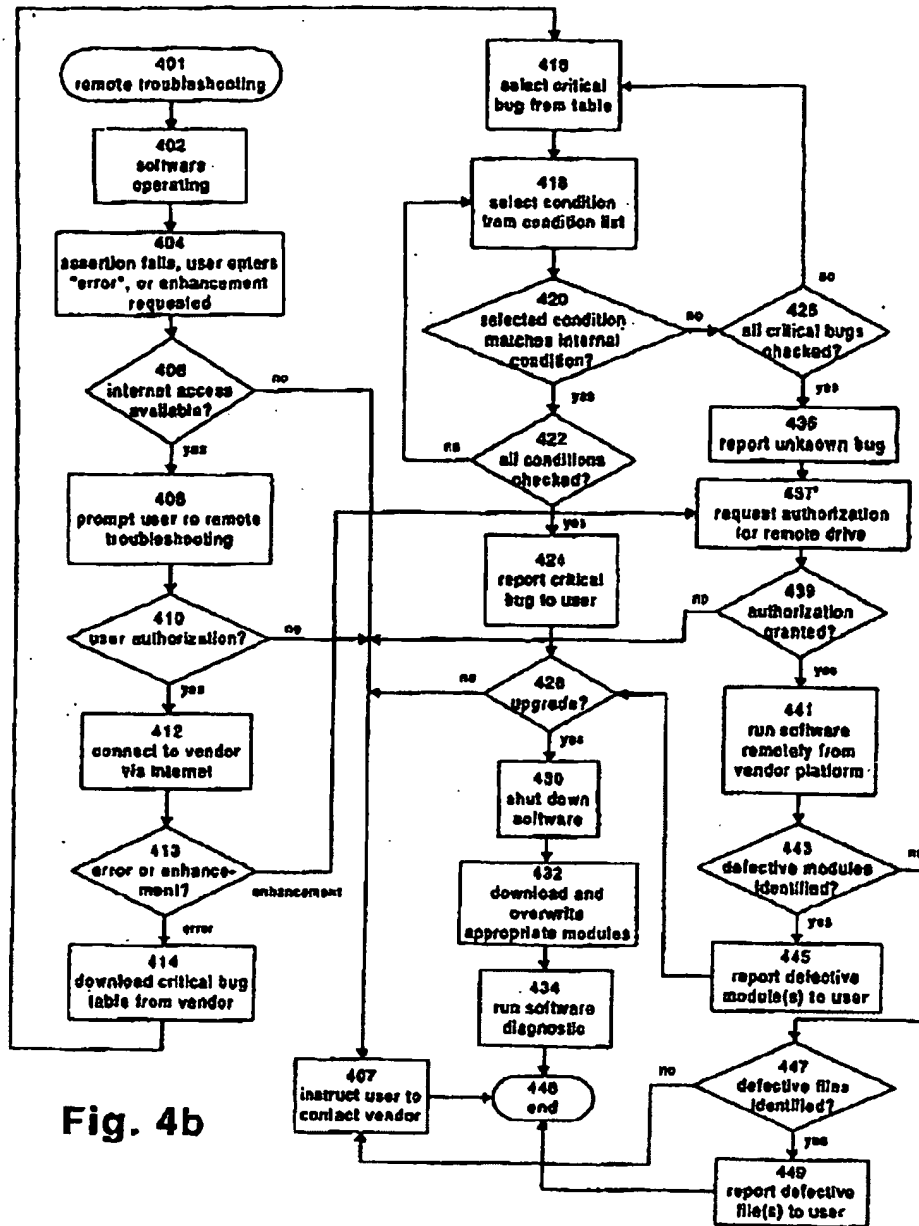 401
remote troubleshooting
402
software
operating
404
assertion fails, user enters
"error", or enhancement
requested
406
internet access
available?
no
yes
408
prompt user re remote
troubleshooting
410
user authorization?
no
yes
412
connect to vendor
via internet
413
error or enhance-
ment?
enhancement
error
414
download critical bug
table from vendor
416
select critical
bug from table
418
select condition
from condition list
420
selected condition
matches internal
condition?
no
yes
422
all conditions
checked?
no
yes
424
report critical
bug to user
428
upgrade?
no
yes
430
shut down
software
432
download and
overwrite
appropriate modules
434
run software
diagnostic
448
end
407
instruct user to
contact vendor
no
426
all critical bugs
checked?
yes
436
report unknown bug
437'
request authorization
for remote drive
439
authorization
granted?
no
yes
441
run software
remotely from
vendor platform
443
defective modules
identified?
no
yes
445
report defective
module(s) to user
447
defective files
identified?
no
yes
449
report defective
file(s) to user
Fig. 4b